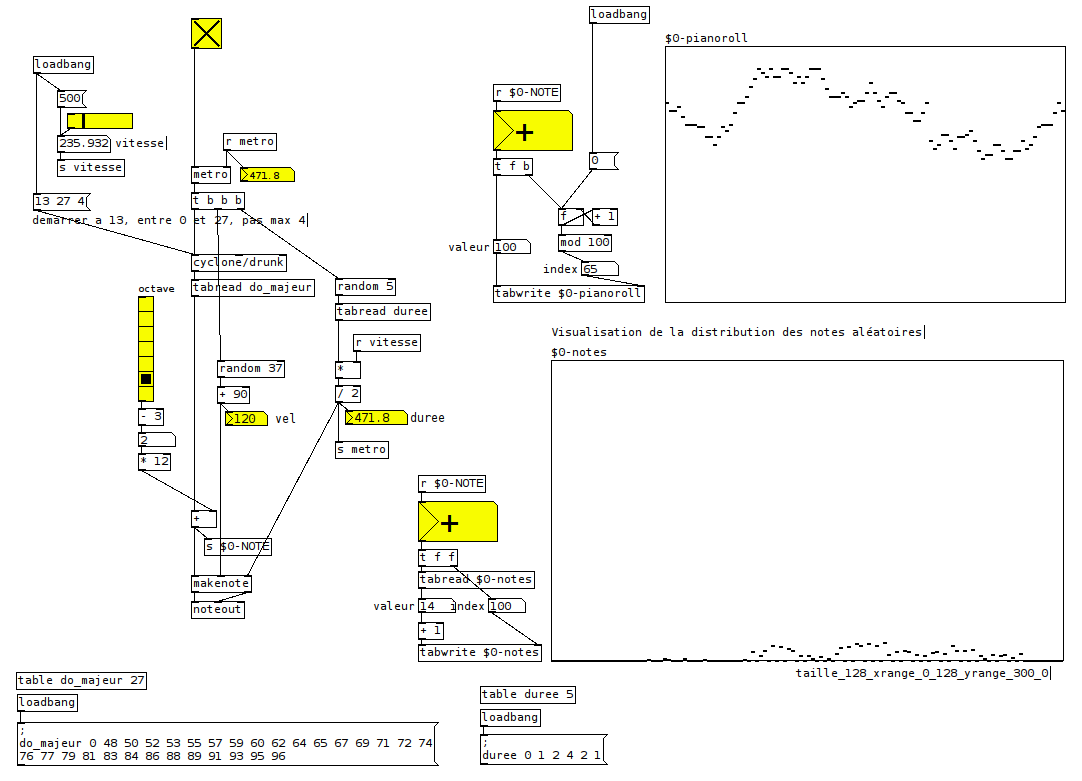 loadbang
$0-pianoroll
loadbang
r $0-NOTE
500
235.932 vitesse
s vitesse
r metro
metro
471.8
t b b b
13 27 4
demarrer a 13, entre 0 et 27, pas max 4
t f b
0
f
+ 1
mod 100
valeur 100
index 65
tabwrite $0-pianoroll
cyclone/drunk
tabread do_majeur
octave
random 5
tabread duree
r vitesse
*
/ 2
471.8 duree
s metro
random 37
+ 90
120 vel
- 3
2
* 12
+
s $0-NOTE
makenote
noteout
Visualisation de la distribution des notes aléatoires
$0-notes
r $0-NOTE
t f f
tabread $0-notes
valeur 14 index 100
+ 1
tabwrite $0-notes
taille_128_xrange_0_128_yrange_300_0
table do_majeur 27
loadbang
;
do_majeur 0 48 50 52 53 55 57 59 60 62 64 65 67 69 71 72 74
76 77 79 81 83 84 86 88 89 91 93 95 96
table duree 5
loadbang
;
duree 0 1 2 4 2 1